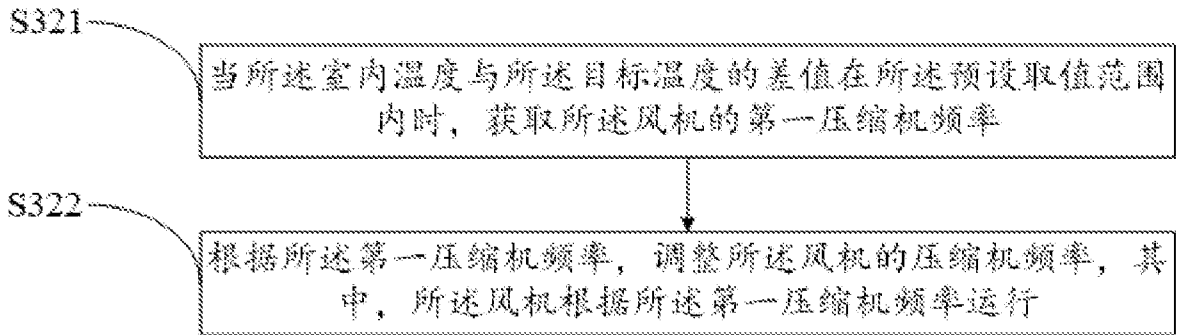 S321
当所述室内温度与所述目标温度的差值在所述预设取值范围
内时，获取所述风机的第一压缩机频率
S322
根据所述第一压缩机频率，调整所述风机的压缩机频率，其
中，所述风机根据所述第一压缩机频率运行